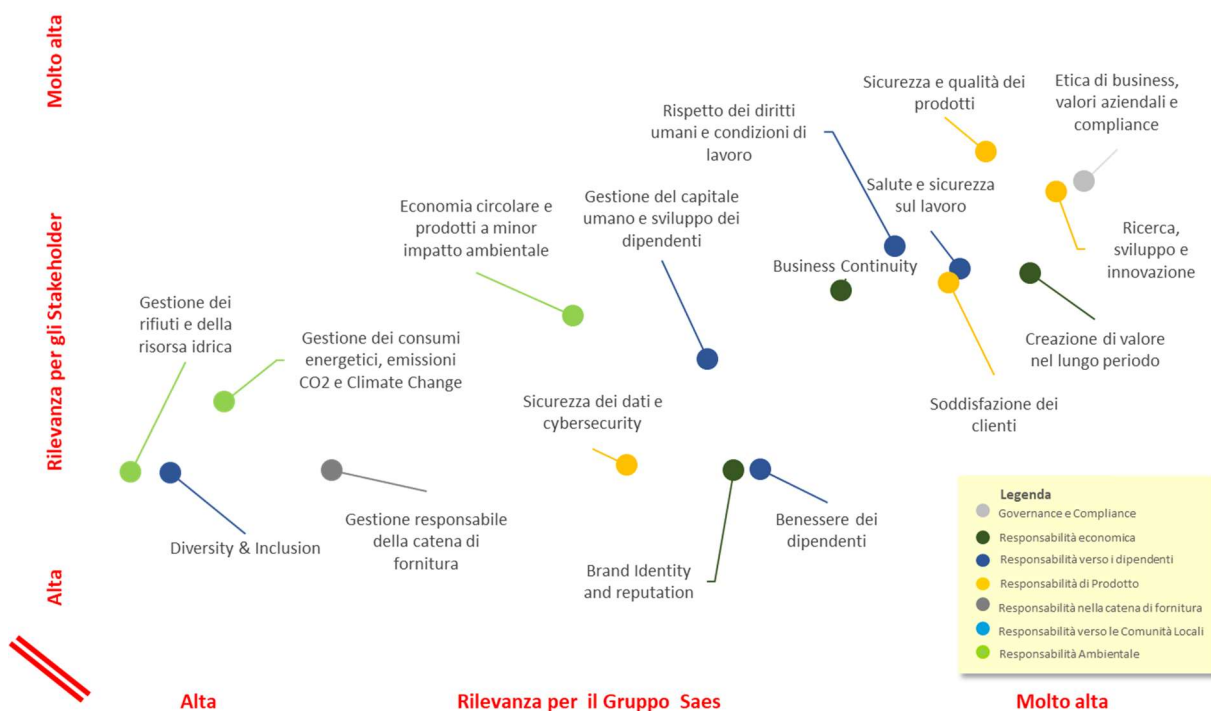 Molto alta
Rilevanza per gli Stakeholder
Alta
Sicurezza e qualità dei
prodotti
Etica di business,
valori aziendali e
compliance
Rispetto dei diritti
umani e condizioni di
lavoro
Salute e sicurezza
sul lavoro
Gestione del capitale
umano e sviluppo dei
dipendenti
Economia circolare e
prodotti a minor
impatto ambientale
Ricerca,
sviluppo e
innovazione
Business Continuity
Gestione dei
rifiuti e della
risorsa idrica
Gestione dei consumi
energetici, emissioni
CO2 e Climate Change
Creazione di valore
nel lungo periodo
Sicurezza dei dati e
cybersecurity
Soddisfazione dei
clienti
Diversity & Inclusion
Gestione responsabile
della catena di
fornitura
Benessere dei
dipendenti
Brand Identity
and reputation
Legenda
Governance e Compliance
Responsabilità economica
Responsabilità verso i dipendenti
Responsabilità di Prodotto
Responsabilità nella catena di fornitura
Responsabilità verso le Comunità Locali
Responsabilità Ambientale
Alta
Rilevanza per il Gruppo Saes
Molto alta